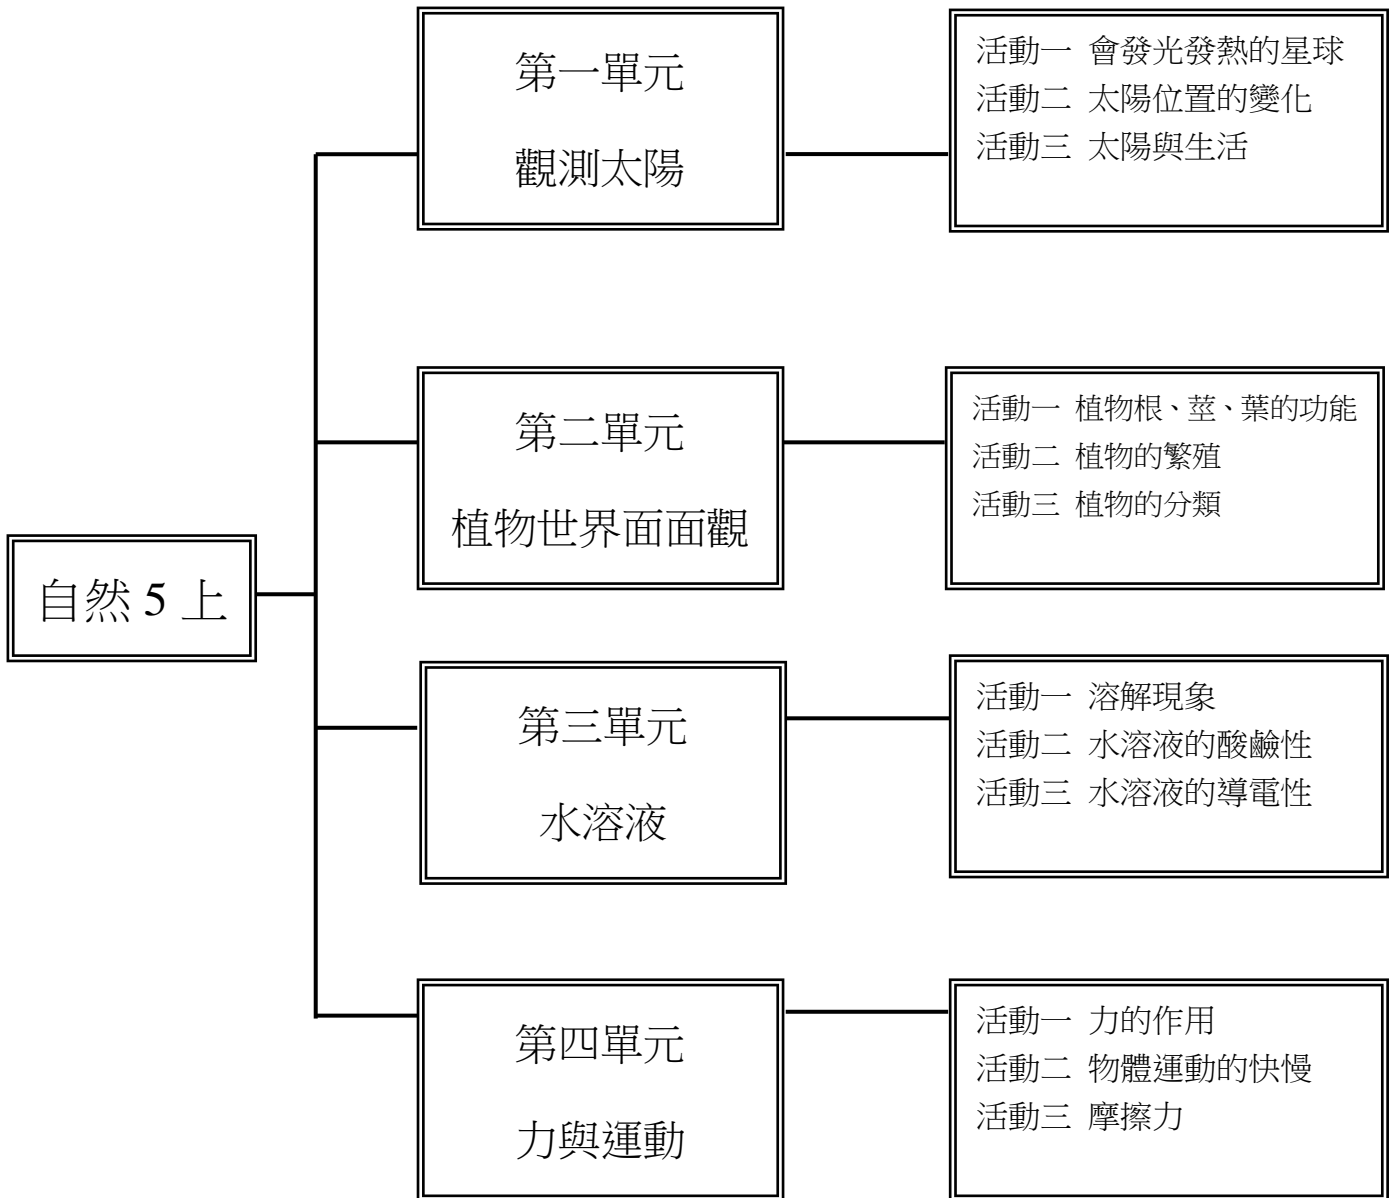 自然 5 上
第一單元
觀測太陽
活動一 會發光發熱的星球
活動二 太陽位置的變化
活動三 太陽與生活
第二單元
植物世界面面觀
活動一 植物根、莖、葉的功能
活動二 植物的繁殖
活動三 植物的分類
第三單元
水溶液
活動一 溶解現象
活動二 水溶液的酸鹼性
活動三 水溶液的導電性
第四單元
力與運動
活動一 力的作用
活動二 物體運動的快慢
活動三 摩擦力